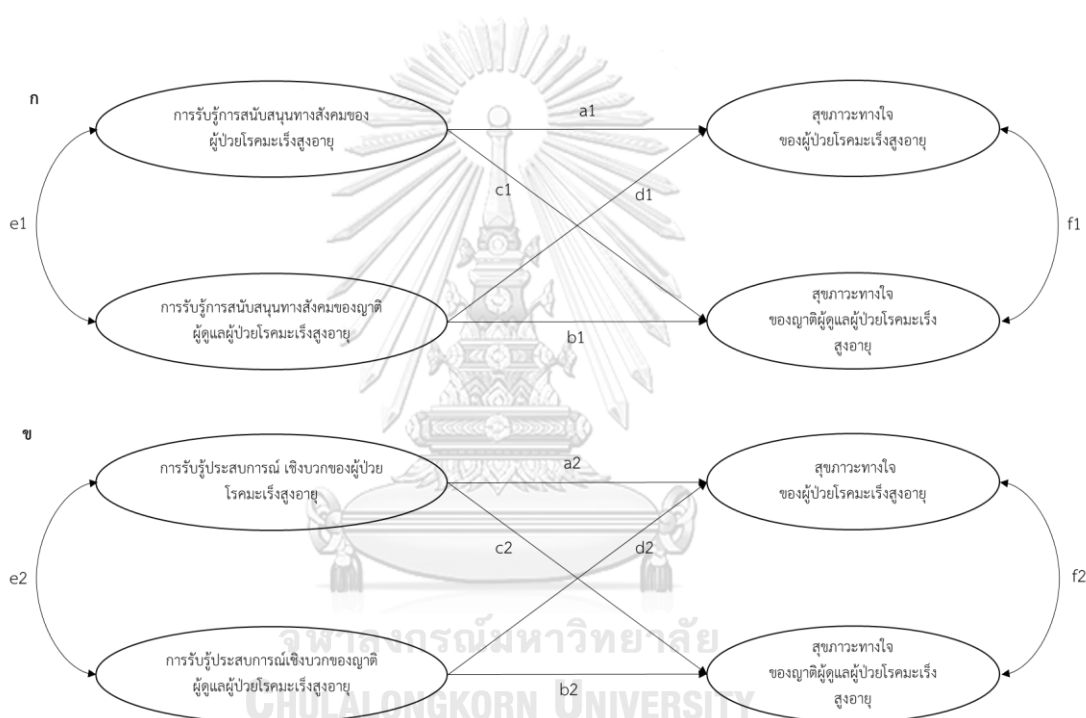 ก
การรับรู้การสนับสนุนทางสังคมของ
ผู้ป่วยโรคมะเร็งสูงอายุ
a1
สุขภาวะทางใจ
ของผู้ป่วยโรคมะเร็งสูงอายุ
c1
d1
e1
f1
การรับรู้การสนับสนุนทางสังคมของญาติ
ผู้ดูแลผู้ป่วยโรคมะเร็งสูงอายุ
b1
สุขภาวะทางใจ
ของญาติผู้ดูแลผู้ป่วยโรคมะเร็ง
สูงอายุ
ข
การรับรู้ประสบการณ์ เชิงบวกของผู้ป่วย
โรคมะเร็งสูงอายุ
a2
สุขภาวะทางใจ
ของผู้ป่วยโรคมะเร็งสูงอายุ
c2
d2
e2
f2
จุฬาลงกรณ์มหาวิทยาลัย
การรับรู้ประสบการณ์เชิงบวกของญาติ
ผู้ดูแลผู้ป่วยโรคมะเร็งสูงอายุ
b2
สุขภาวะทางใจ
ของญาติผู้ดูแลผู้ป่วยโรคมะเร็ง
สูงอายุ
CHULALONGKORN UNIVERSITY